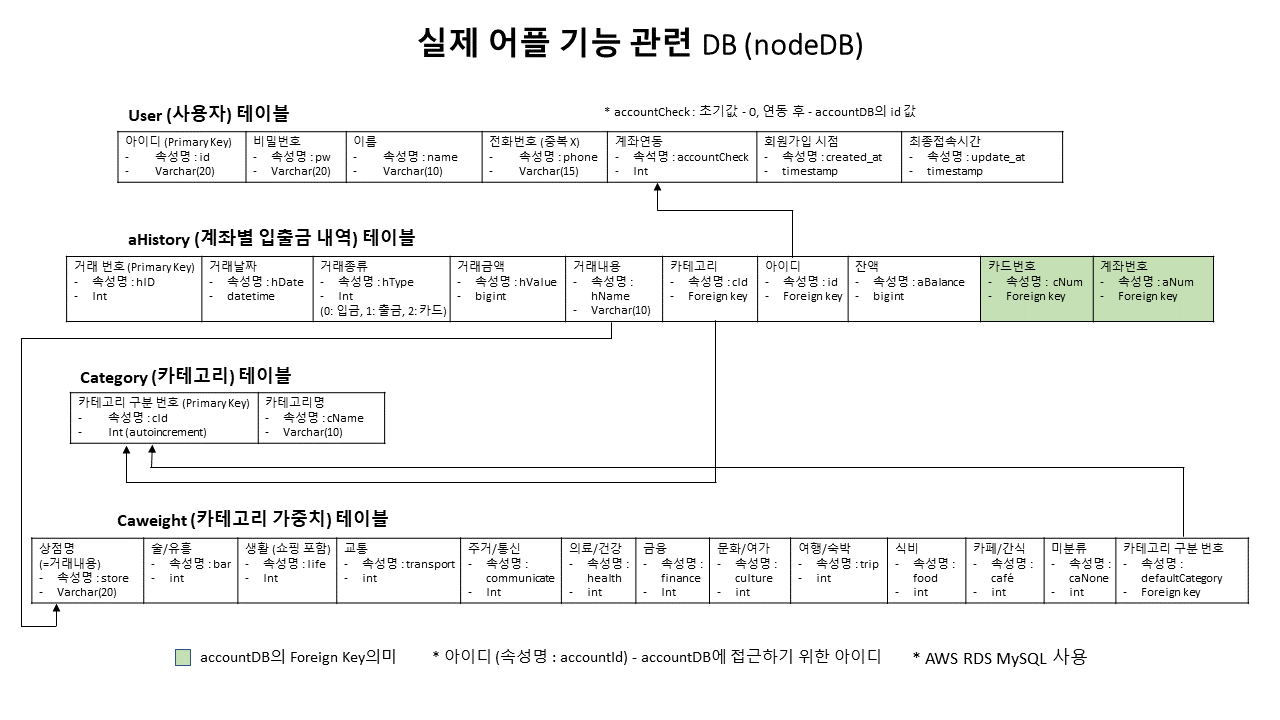 실제 어플 기능 관련 DB (nodeDB)
User (사용자) 테이블
* accountCheck : 초기값 - 0, 연동 후 - accountDB의 id 값
아이디 (Primary Key)
- 속성명 : id
- Varchar(20)
비밀번호
- 속성명 : pw
- Varchar(20)
이름
- 속성명 : name
- Varchar(10)
전화번호 (중복 X)
- 속성명 : phone
- Varchar(15)
계좌연동
- 속석명 : accountCheck
- Int
회원가입 시점
- 속성명 : created_at
- timestamp
최종접속시간
- 속성명 : update_at
- timestamp
aHistory (계좌별 입출금 내역) 테이블
거래 번호 (Primary Key)
- 속성명 : hID
- Int
거래날짜
- 속성명 : hDate
- datetime
거래종류
- 속성명 : hType
- Int
(0: 입금, 1: 출금, 2: 카드)
거래금액
- 속성명 : hValue
- bigint
거래내용
- 속성명 :
hName
- Varchar(10)
카테고리
- 속성명 : cId
- Foreign key
아이디
- 속성명 : id
- Foreign key
잔액
- 속성명 : aBalance
- bigint
카드번호
- 속성명 : cNum
- Foreign key
계좌번호
- 속성명 : aNum
- Foreign key
Category (카테고리) 테이블
카테고리 구분 번호 (Primary Key)
- 속성명 : cId
- Int (autoincrement)
카테고리명
- 속성명 : cName
- Varchar(10)
Caweight (카테고리 가중치) 테이블
상점명
(=거래내용)
- 속성명 : store
- Varchar(20)
술/유흥
- 속성명 : bar
- int
생활 (쇼핑 포함)
- 속성명 : life
- Int
교통
- 속성명 : transport
- int
주거/통신
- 속성명 :
communicate
- Int
의료/건강
- 속성명 :
health
- int
금융
- 속성명 :
finance
- Int
문화/여가
- 속성명 :
culture
- int
여행/숙박
- 속성명 : trip
- int
식비
- 속성명 :
food
- int
카페/간식
- 속성명 :
café
- int
미분류
- 속성명 :
caNone
- int
카테고리 구분 번호
- 속성명 :
defaultCategory
- Foreign key
accountDB의 Foreign Key의미
* 아이디 (속성명 : accountId) - accountDB에 접근하기 위한 아이디
* AWS RDS MySQL 사용